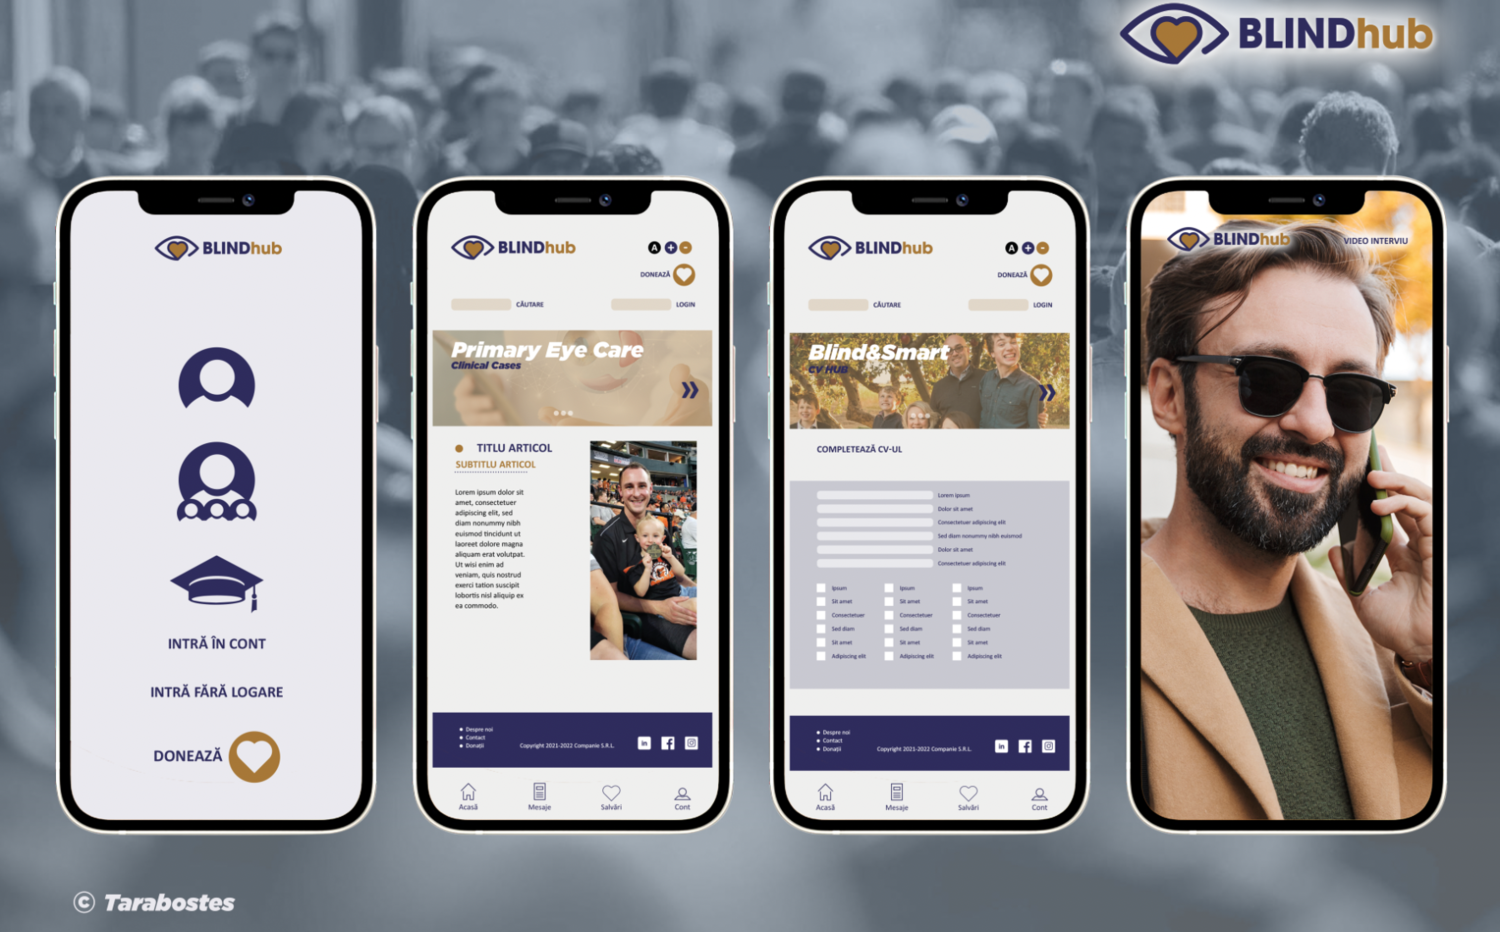 BLINDhub
BLINDhub
INTRĂ ÎN CONT
INTRĂ FĂRĂ LOGARE
DONEAZĂ
BLINDhub
A + -
DONEAZĂ
CĂUTARE
LOGIN
Primary Eye Care
Clinical Cases
TITLU ARTICOL
SUBTITLU ARTICOL
Lorem ipsum dolor sit
amet, consectetuer
adipiscing elit, sed
diam nonummy nibh
euismod tincidunt ut
laoreet dolore magna
aliquam erat volutpat.
Ut wisi enim ad
veniam, quis nostrud
exerci tation suscipit
lobortis nisl aliquip ex
ea commodo.
Despre noi
Contact
Donații
Copyright 2021-2022 Companie S.R.L.
in
Acasă
Mesaje
Salvări
Cont
BLINDhub
A + -
DONEAZĂ
CĂUTARE
LOGIN
Blind&Smart
CV HUB
COMPLETEAZĂ CV-UL
Lorem ipsum
Dolor sit amet
Consectetuer adipiscing elit
Sed diam nonummy nibh euismod
Dolor sit amet
Consectetuer adipiscing elit
Ipsum Ipsum Ipsum
Sit amet Sit amet Sit amet
Consectetuer Consectetuer Consectetuer
Sed diam Sed diam Sed diam
Sit amet Sit amet Sit amet
Adipiscing elit Adipiscing elit Adipiscing elit
Despre noi
Contact
Donații
Copyright 2021-2022 Companie S.R.L.
in
Acasă
Mesaje
Salvări
Cont
BLINDhub
VIDEO INTERVIU
© Tarabostes